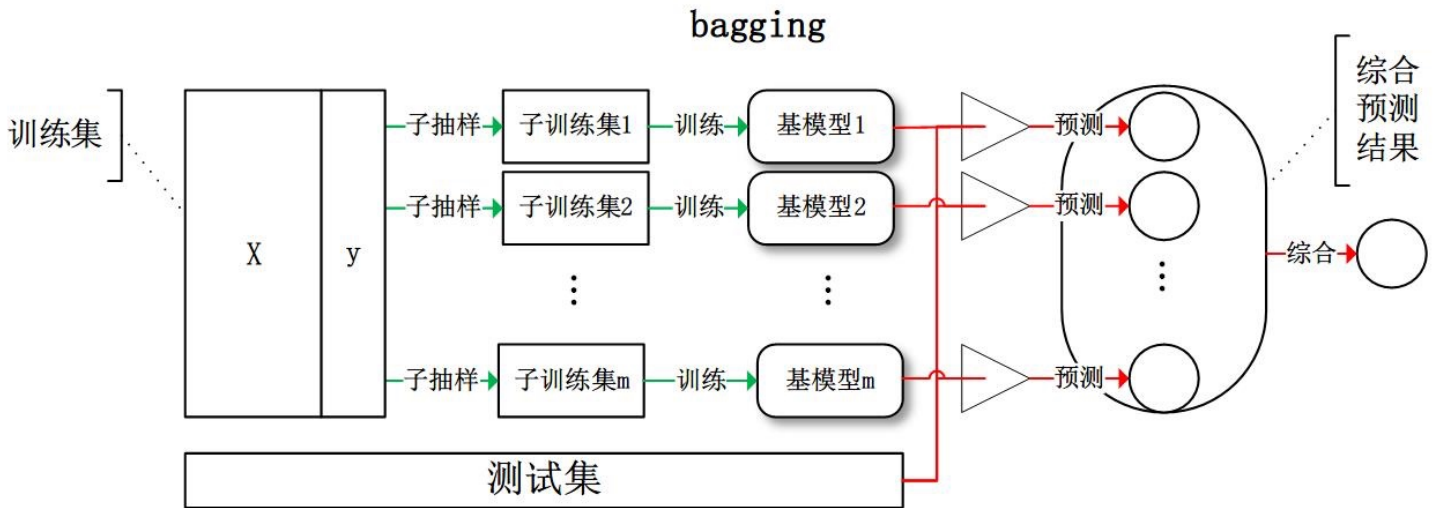 bagging
训练集
X
y
子抽样
子训练集1
训练
基模型1
预测
综合
预测
结果
子抽样
子训练集2
训练
基模型2
预测
综合
子抽样
子训练集m
训练
基模型m
预测
测试集